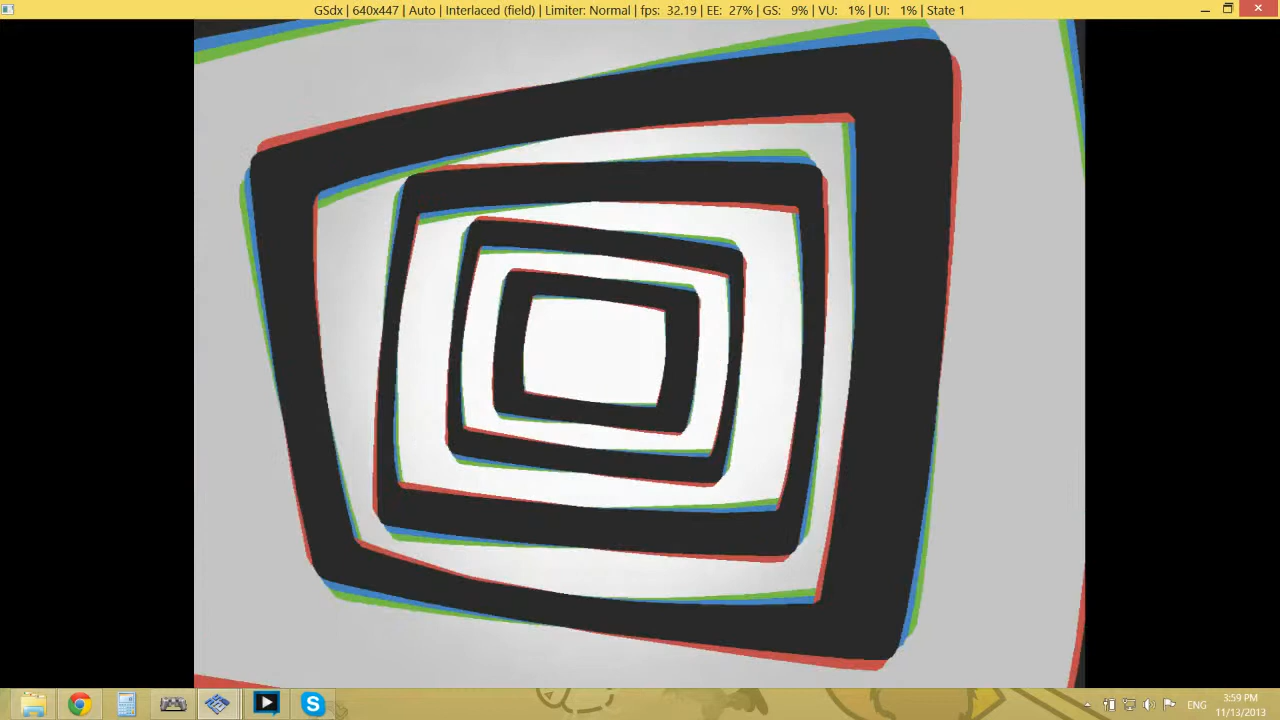 GSdx | 640x447 | Auto | Interlaced (field) | Limiter: Normal | fps: 32.19 | EE: 27% | GS: 9% | VU: 1% | UI: 1% | State 1
ENG
3:59 PM
11/13/2013